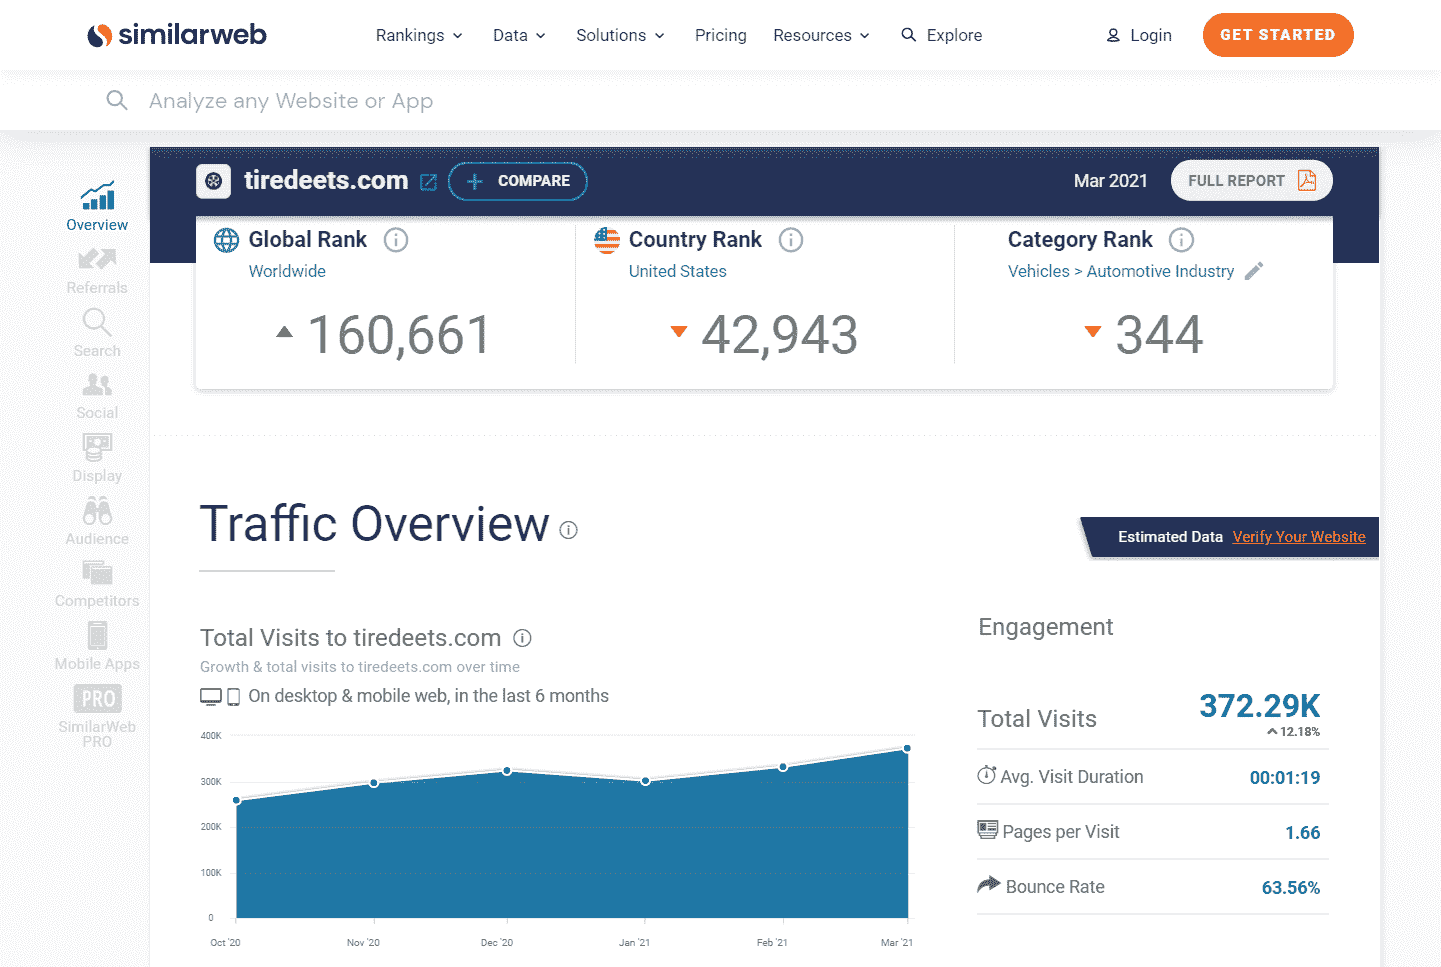 similarweb
Rankings Data Solutions Pricing Resources Explore Login GET STARTED
Analyze any Website or App
tiredeets.com + COMPARE Mar 2021 FULL REPORT
Overview
Referrals
Search
Social
Display
Audience
Competitors
Mobile Apps
PRO
SimilarWeb
PRO
Global Rank
Worldwide
160,661
Country Rank
United States
42,943
Category Rank
Vehicles > Automotive Industry
344
Traffic Overview
Estimated Data Verify Your Website
Total Visits to tiredeets.com
Growth & total visits to tiredeets.com over time
On desktop & mobile web, in the last 6 months
400K
300K
200K
100K
0
Oct '20 Nov '20 Dec '20 Jan '21 Feb '21 Mar '21
Engagement
Total Visits 372.29K
12.18%
Avg. Visit Duration 00:01:19
Pages per Visit 1.66
Bounce Rate 63.56%